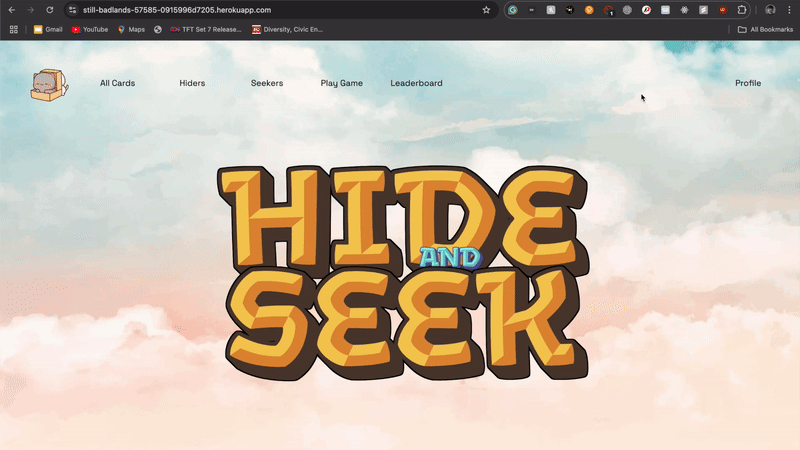 still-badlands-57585-0915996d7205.herokuapp.com
Gmail YouTube Maps TFT Set 7 Release... Diversity, Civic En... All Bookmarks
All Cards Hiders Seekers Play Game Leaderboard Profile
HIDE
AND
SEEK